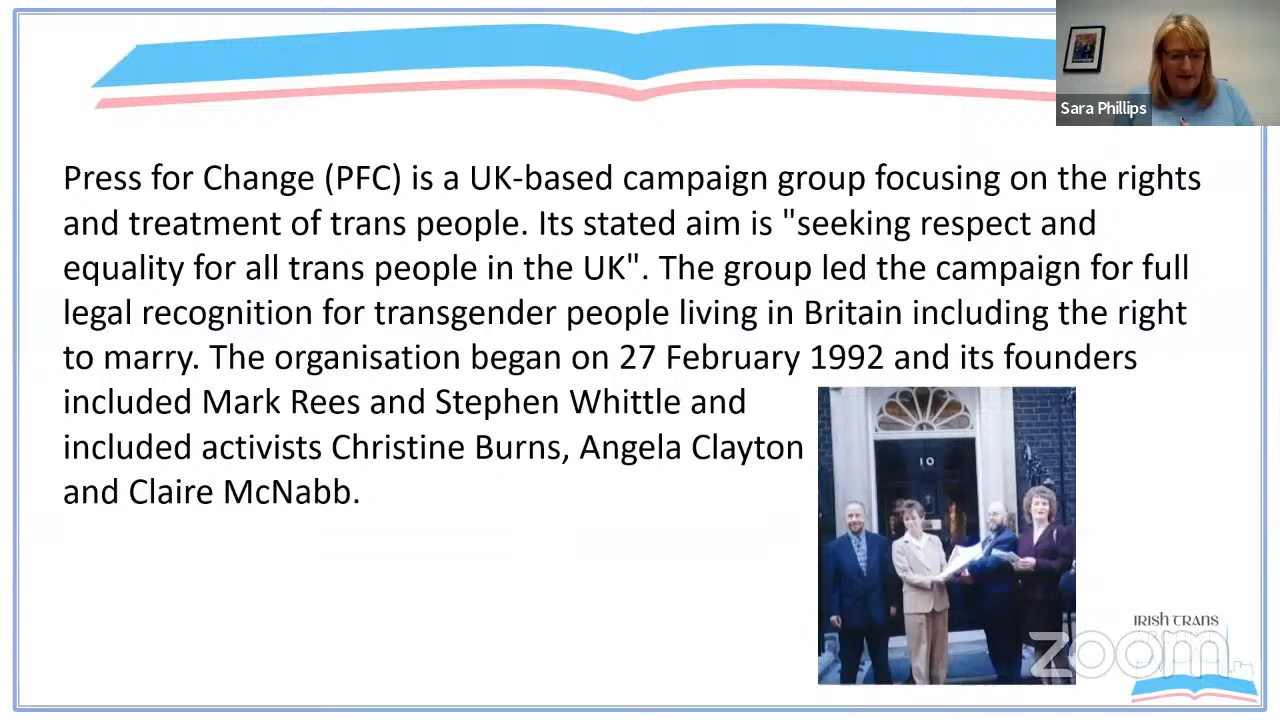 Sara Phillips
Press for Change (PFC) is a UK-based campaign group focusing on the rights
and treatment of trans people. Its stated aim is "seeking respect and
equality for all trans people in the UK". The group led the campaign for full
legal recognition for transgender people living in Britain including the right
to marry. The organisation began on 27 February 1992 and its founders
included Mark Rees and Stephen Whittle and
included activists Christine Burns, Angela Clayton
and Claire McNabb.
10
IRISH TRANS
zoom